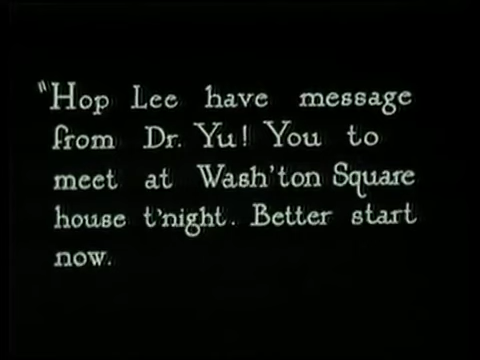 "Hop Lee have message
from Dr. Yu! You to
meet at Wash'ton Square
house t'night. Better start
now.